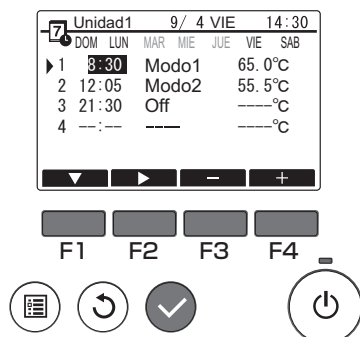 7 Unidad1 9/ 4 VIE 14:30
DOM LUN MAR MIE JUE VIE SAB
1 8:30 Modo1 65.0°C
2 12:05 Modo2 55.5°C
3 21:30 Off ----°C
4 --:-- ---- ----°C
F1 F2 F3 F4